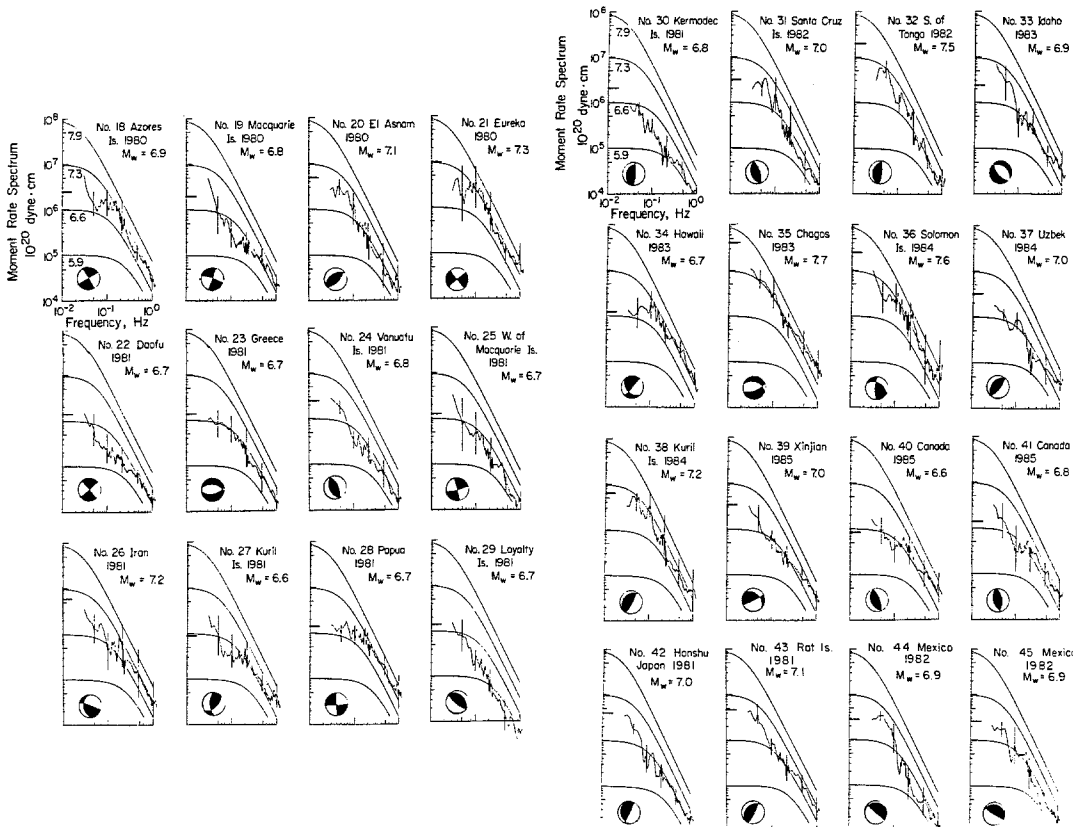 Moment Rate Spectrum
10²⁰ dyne·cm
10⁸
10⁷
10⁶
10⁵
10⁴
7.9
7.3
6.6
5.9
10⁻²
10⁻¹
10⁰
Frequency, Hz
No. 18 Azores
Is. 1980
Mw = 6.9
No. 19 Macquarie
Is. 1980
Mw = 6.8
No. 20 El Asnam
1980
Mw = 7.1
No. 21 Eureka
1980
Mw = 7.3
No. 22 Daofu
1981
Mw = 6.7
No. 23 Greece
1981
Mw = 6.7
No. 24 Vanuatu
Is. 1981
Mw = 6.8
No. 25 W. of
Macquarie Is.
1981
Mw = 6.7
No. 26 Iran
1981
Mw = 7.2
No. 27 Kuril
Is. 1981
Mw = 6.6
No. 28 Papua
1981
Mw = 6.7
No. 29 Loyalty
Is. 1981
Mw = 6.7
Moment Rate Spectrum
10²⁰ dyne·cm
10⁸
10⁷
10⁶
10⁵
10⁴
7.9
7.3
6.6
5.9
10⁻²
10⁻¹
10⁰
Frequency, Hz
No. 30 Kermadec
Is. 1981
Mw = 6.8
No. 31 Santa Cruz
Is. 1982
Mw = 7.0
No. 32 S. of
Tonga 1982
Mw = 7.5
No. 33 Idaho
1983
Mw = 6.9
No. 34 Hawaii
1983
Mw = 6.7
No. 35 Chagos
1983
Mw = 7.7
No. 36 Solomon
Is. 1984
Mw = 7.6
No. 37 Uzbek
1984
Mw = 7.0
No. 38 Kuril
Is. 1984
Mw = 7.2
No. 39 Xinjian
1985
Mw = 7.0
No. 40 Canada
1985
Mw = 6.6
No. 41 Canada
1985
Mw = 6.8
No. 42 Honshu
Japan 1981
Mw = 7.0
No. 43 Rat Is.
1981
Mw = 7.1
No. 44 Mexico
1982
Mw = 6.9
No. 45 Mexico
1982
Mw = 6.9